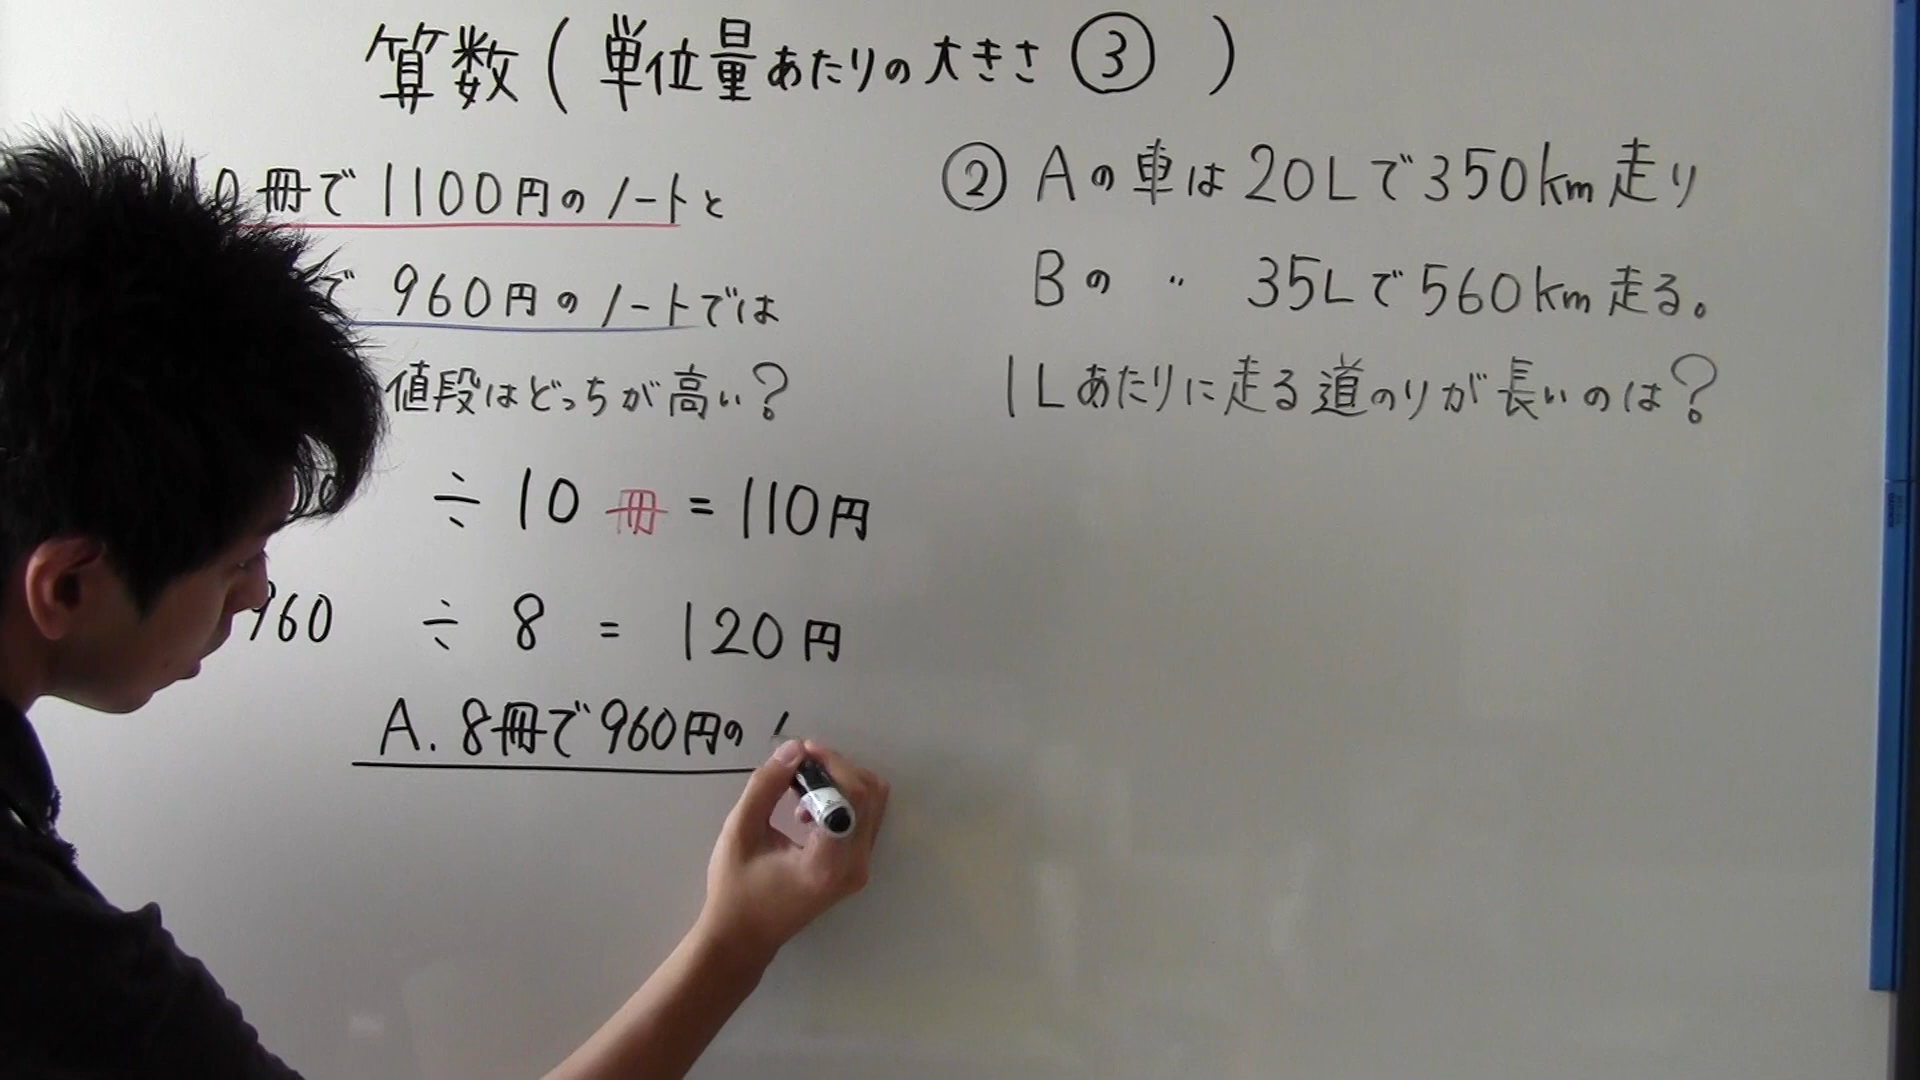 算数(単位量あたりの大きさ③)
0冊で1100円のノートと
で960円のノートでは
値段はどっちが高い?
÷10冊=110円
960÷8=120円
A.8冊で960円の
②Aの車は20Lで350km走り
Bの〃35Lで560km走る。
1Lあたりに走る道のりが長いのは?